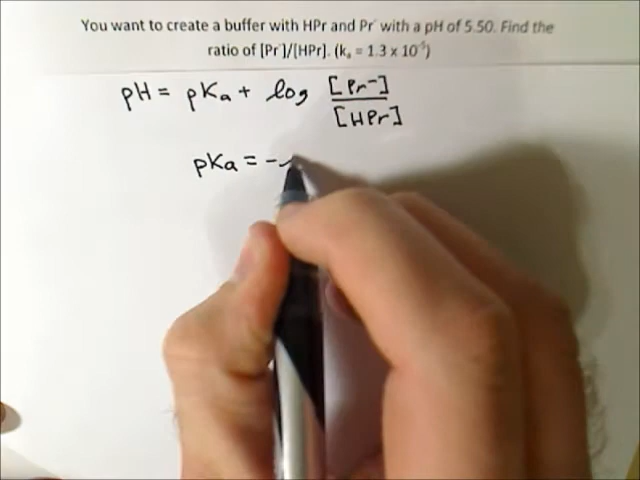 You want to create a buffer with HPr and Pr⁻ with a pH of 5.50. Find the
ratio of [Pr⁻]/[HPr]. (kₐ = 1.3 x 10⁻⁵)
pH = pKa + log [Pr⁻]/[HPr]
pKa = -